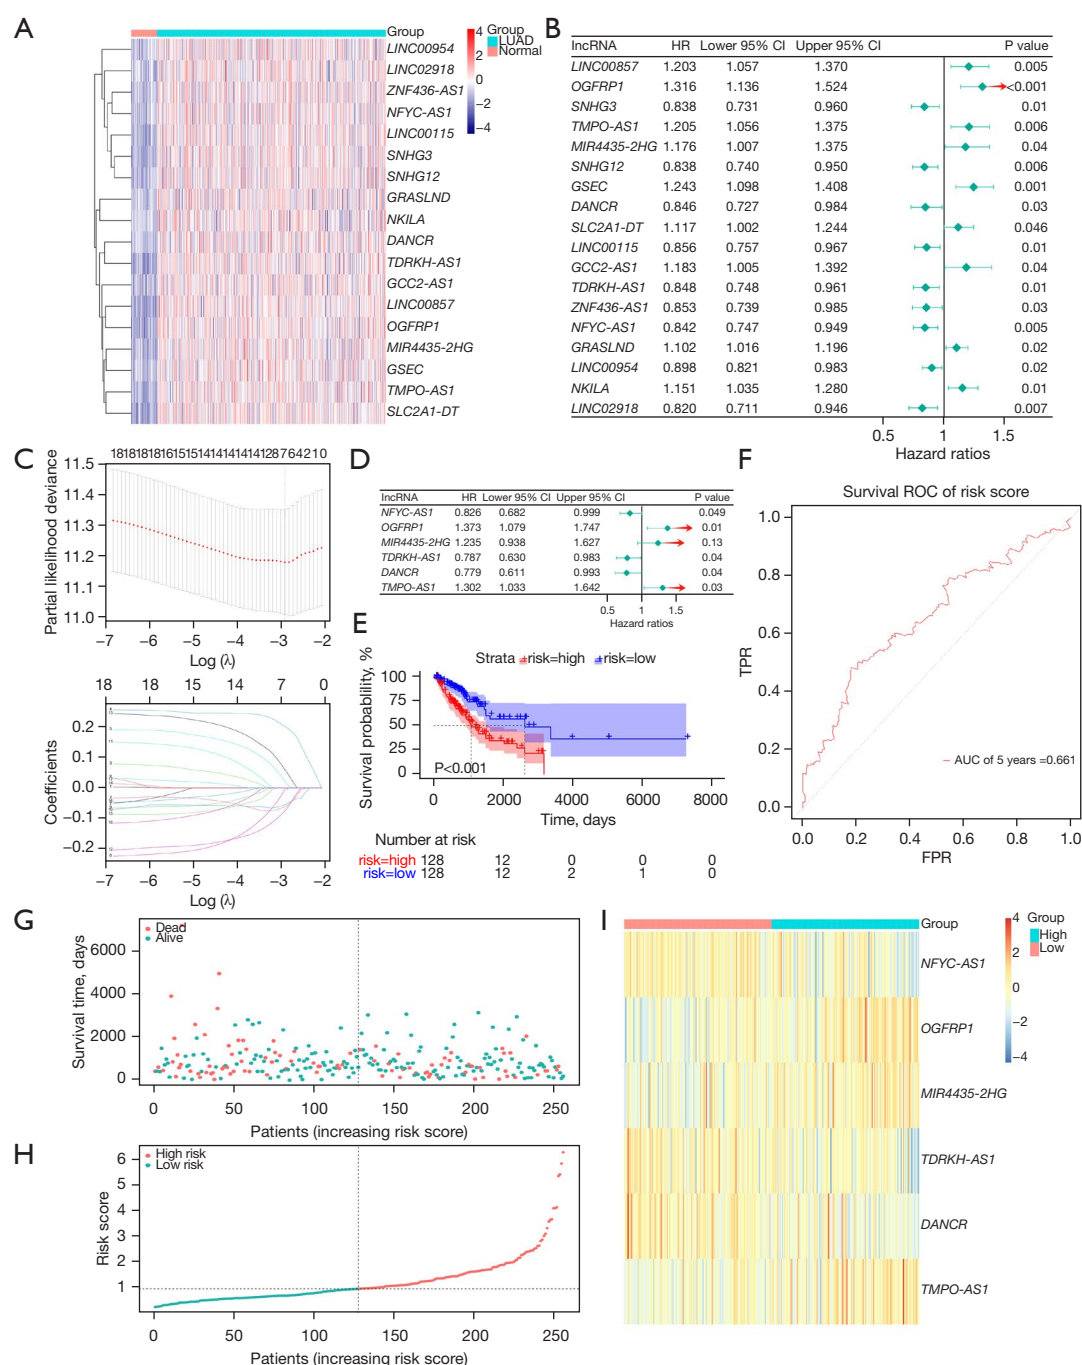 A
Group
LINC00954
LINC02918
ZNF436-AS1
NFYC-AS1
LINC00115
SNHG3
SNHG12
GRASLND
NKILA
DANCR
TDRKH-AS1
GCC2-AS1
LINC00857
OGFRP1
MIR4435-2HG
GSEC
TMPO-AS1
SLC2A1-DT
4
2
0
−2
−4
Group
LUAD
Normal
B
lncRNA HR Lower 95% CI Upper 95% CI P value
LINC00857 1.203 1.057 1.370 0.005
OGFRP1 1.316 1.136 1.524 <0.001
SNHG3 0.838 0.731 0.960 0.01
TMPO-AS1 1.205 1.056 1.375 0.006
MIR4435-2HG 1.176 1.007 1.375 0.04
SNHG12 0.838 0.740 0.950 0.006
GSEC 1.243 1.098 1.408 0.001
DANCR 0.846 0.727 0.984 0.03
SLC2A1-DT 1.117 1.002 1.244 0.046
LINC00115 0.856 0.757 0.967 0.01
GCC2-AS1 1.183 1.005 1.392 0.04
TDRKH-AS1 0.848 0.748 0.961 0.01
ZNF436-AS1 0.853 0.739 0.985 0.03
NFYC-AS1 0.842 0.747 0.949 0.005
GRASLND 1.102 1.016 1.196 0.02
LINC00954 0.898 0.821 0.983 0.02
NKILA 1.151 1.035 1.280 0.01
LINC02918 0.820 0.711 0.946 0.007
0.5 1 1.5
Hazard ratios
C
1818181816151514141414128764210
Partial likelihood deviance
11.5
11.4
11.3
11.2
11.1
11.0
−7 −6 −5 −4 −3 −2
Log (λ)
18 18 15 14 7 0
Coefficients
0.2
0.1
0.0
−0.1
−0.2
−7 −6 −5 −4 −3 −2
Log (λ)
D
lncRNA HR Lower 95% CI Upper 95% CI P value
NFYC-AS1 0.826 0.682 0.999 0.049
OGFRP1 1.373 1.079 1.747 0.01
MIR4435-2HG 1.235 0.938 1.627 0.13
TDRKH-AS1 0.787 0.630 0.983 0.04
DANCR 0.779 0.611 0.993 0.04
TMPO-AS1 1.302 1.033 1.642 0.03
0.5 1 1.5
Hazard ratios
E
Strata risk=high risk=low
Survival probability, %
100
75
50
25
0
P<0.001
0 2000 4000 6000 8000
Time, days
Number at risk
risk=high 128 12 0 0 0
risk=low 128 12 2 1 0
F
Survival ROC of risk score
TPR
1.0
0.8
0.6
0.4
0.2
0.0
AUC of 5 years =0.661
0.0 0.2 0.4 0.6 0.8 1.0
FPR
G
Dead
Alive
Survival time, days
6000
4000
2000
0
0 50 100 150 200 250
Patients (increasing risk score)
H
High risk
Low risk
Risk score
6
5
4
3
2
1
0 50 100 150 200 250
Patients (increasing risk score)
I
Group
NFYC-AS1
OGFRP1
MIR4435-2HG
TDRKH-AS1
DANCR
TMPO-AS1
4
2
0
−2
−4
Group
High
Low